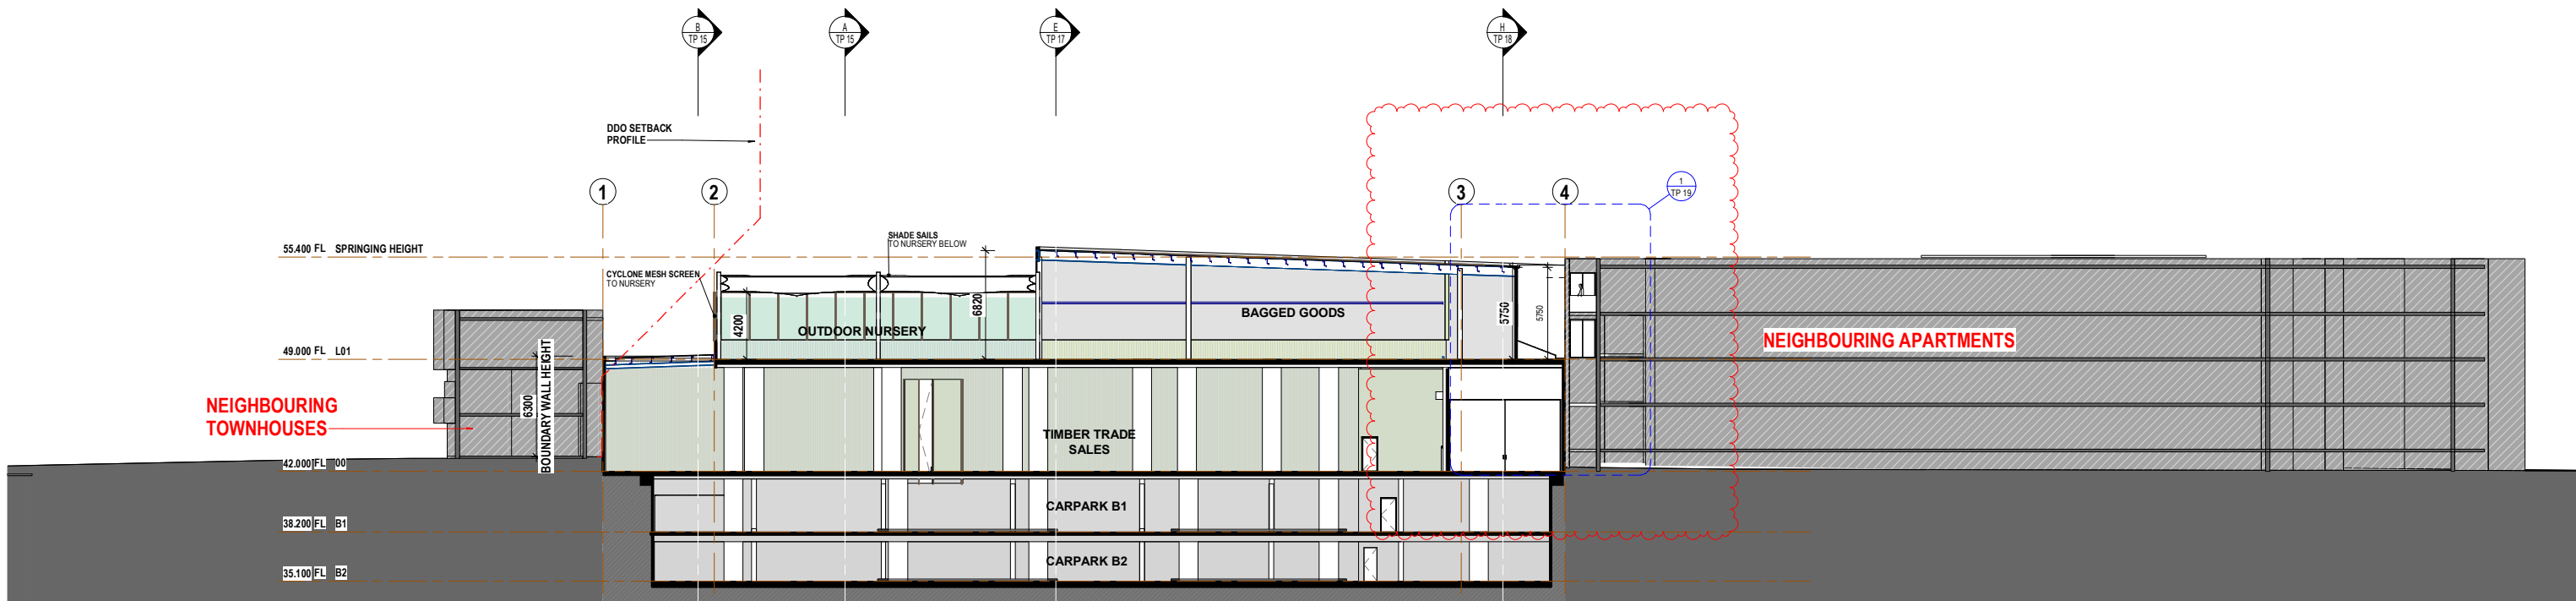 B
TP 15
A
TP 15
E
TP 17
H
TP 18
DDO SETBACK
PROFILE
1
2
3
4
1
TP 19
55.400 FL SPRINGING HEIGHT
SHADE SAILS
TO NURSERY BELOW
CYCLONE MESH SCREEN
TO NURSERY
6820
4200
OUTDOOR NURSERY
BAGGED GOODS
5750
5750
NEIGHBOURING APARTMENTS
49.000 FL L01
6300
BOUNDARY WALL HEIGHT
NEIGHBOURING
TOWNHOUSES
TIMBER TRADE
SALES
42.000 FL 00
CARPARK B1
38.200 FL B1
CARPARK B2
35.100 FL B2